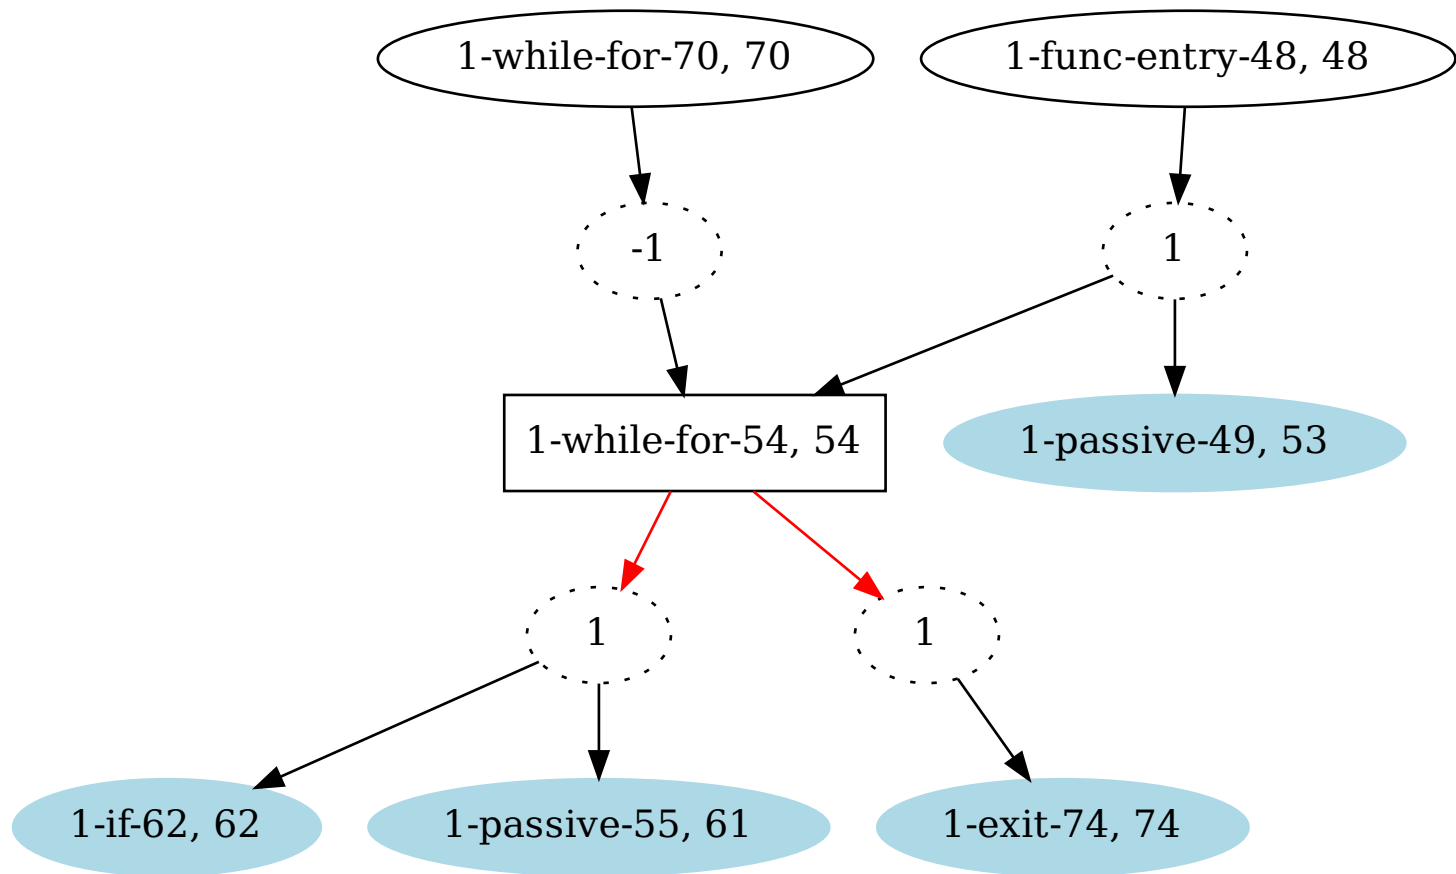 1-while-for-70, 70
1-func-entry-48, 48
-1
1
1-while-for-54, 54
1-passive-49, 53
1
1
1-if-62, 62
1-passive-55, 61
1-exit-74, 74